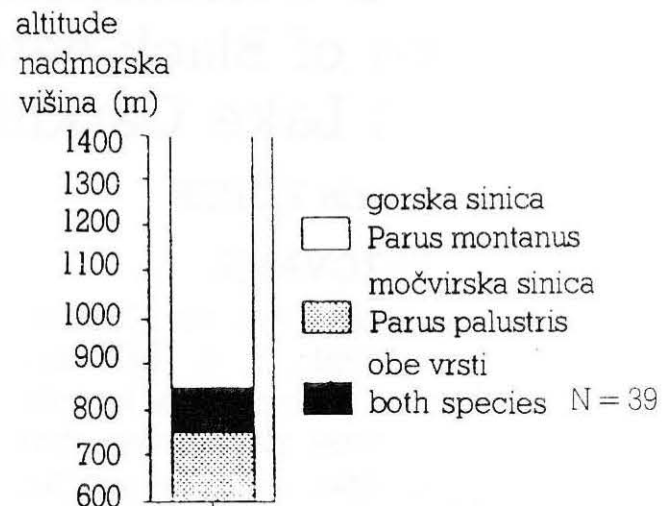 altitude
nadmorska
višina (m)
1400
1300
1200
1100
1000
900
800
700
600
gorska sinica
Parus montanus
močvirska sinica
Parus palustris
obe vrsti
both species N = 39